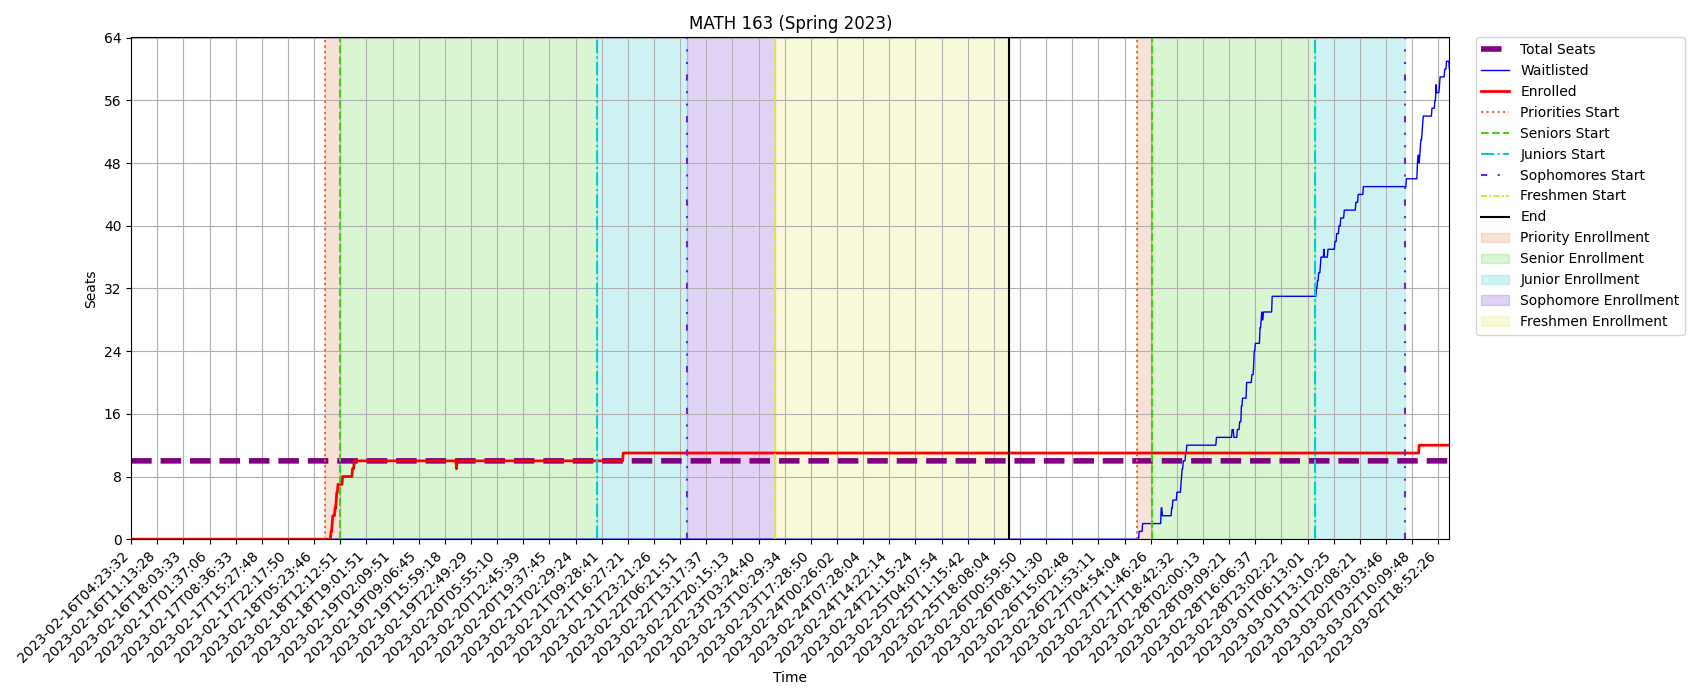 MATH 163 (Spring 2023)
64
56
48
40
32
24
16
8
0
Seats
2023-02-16T04:23:32
2023-02-16T11:13:28
2023-02-16T18:03:33
2023-02-17T01:37:06
2023-02-17T08:36:33
2023-02-17T15:27:48
2023-02-17T22:17:50
2023-02-18T05:23:46
2023-02-18T12:12:51
2023-02-18T19:01:51
2023-02-19T02:09:51
2023-02-19T09:06:45
2023-02-19T15:59:18
2023-02-19T22:49:29
2023-02-20T05:55:10
2023-02-20T12:45:39
2023-02-20T19:37:45
2023-02-21T02:29:24
2023-02-21T09:28:41
2023-02-21T16:27:21
2023-02-21T23:21:26
2023-02-22T06:21:51
2023-02-22T13:17:37
2023-02-22T20:15:13
2023-02-23T03:24:40
2023-02-23T10:29:34
2023-02-23T17:28:50
2023-02-24T00:26:02
2023-02-24T07:28:04
2023-02-24T14:22:14
2023-02-24T21:15:24
2023-02-25T04:07:54
2023-02-25T11:15:42
2023-02-25T18:08:04
2023-02-26T00:59:50
2023-02-26T08:11:30
2023-02-26T15:02:48
2023-02-26T21:53:11
2023-02-27T04:54:04
2023-02-27T11:46:26
2023-02-27T18:42:32
2023-02-28T02:00:13
2023-02-28T09:09:21
2023-02-28T16:06:37
2023-02-28T23:02:22
2023-03-01T06:13:01
2023-03-01T13:10:25
2023-03-01T20:08:21
2023-03-02T03:03:46
2023-03-02T10:09:48
2023-03-02T18:52:26
Time
Total Seats
Waitlisted
Enrolled
Priorities Start
Seniors Start
Juniors Start
Sophomores Start
Freshmen Start
End
Priority Enrollment
Senior Enrollment
Junior Enrollment
Sophomore Enrollment
Freshmen Enrollment